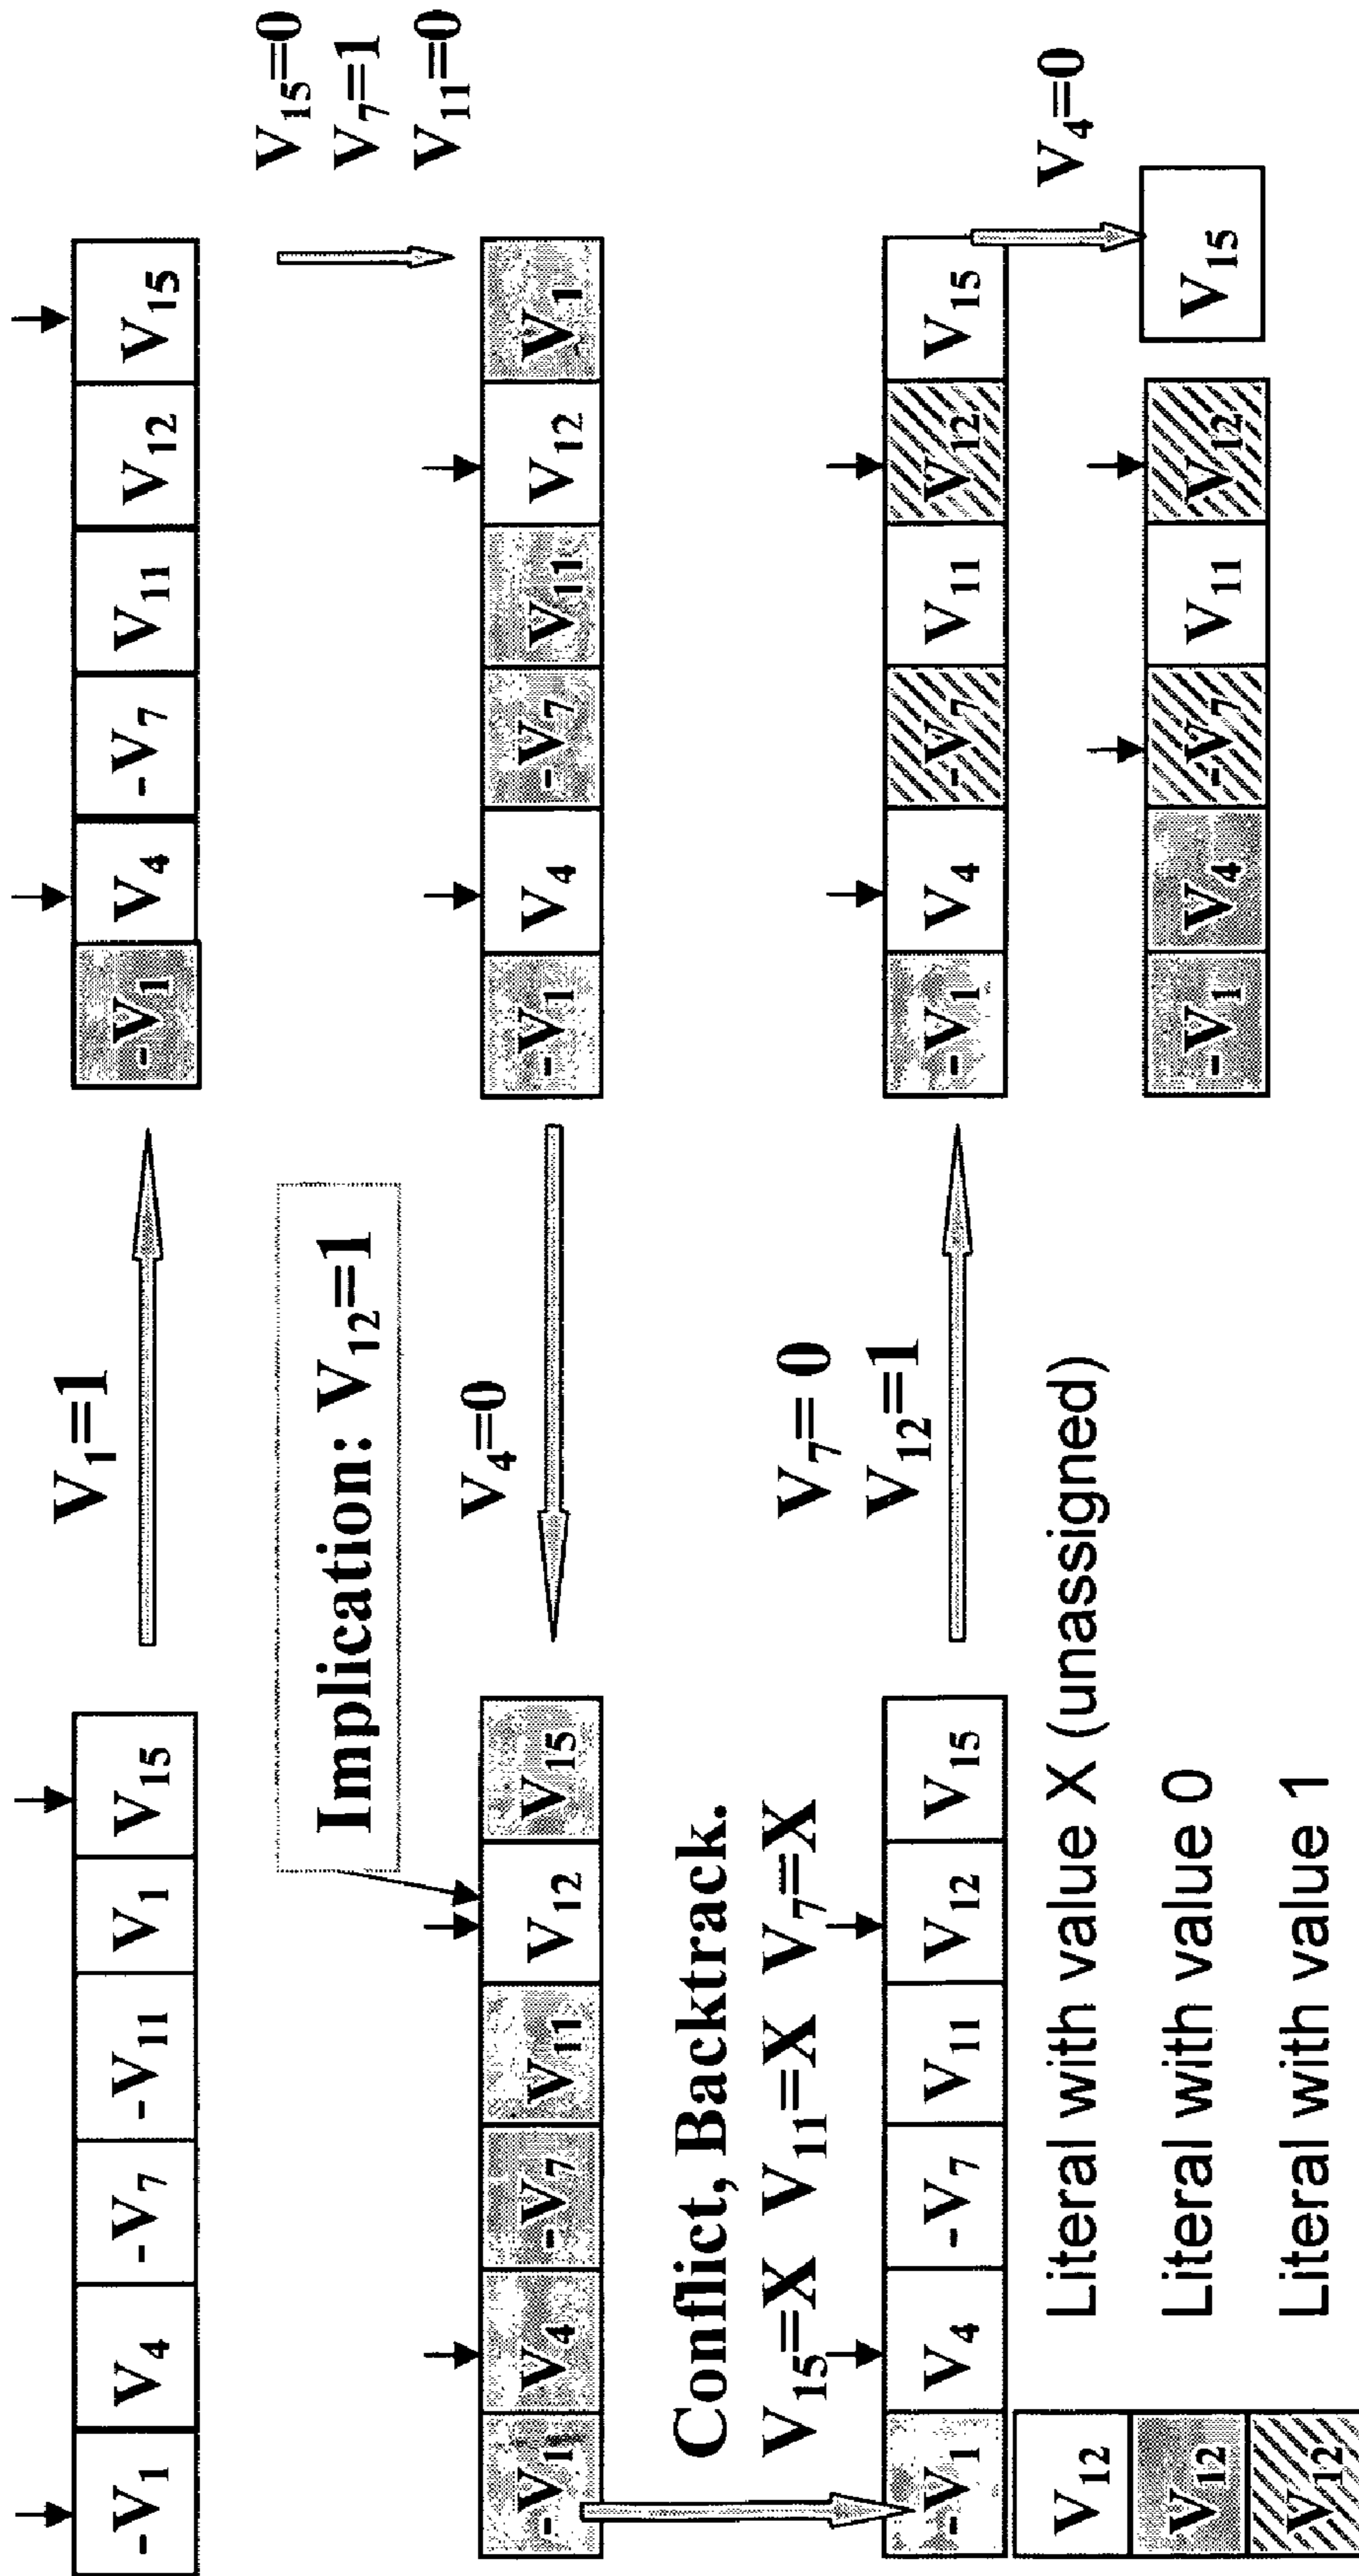 -V₁ V₄ -V₇ -V₁₁ V₁ V₁₅
V₁=1
-V₁ V₄ -V₇ V₁₁ V₁₂ V₁₅
V₁₅=0
V₇=1
V₁₁=0
Implication: V₁₂=1
-V₁ V₄ -V₇ V₁₁ V₁₂ V₁₅
V₄=0
-V₁ V₄ -V₇ V₁₁ V₁₂ V₁
Conflict, Backtrack.
V₁₅=X V₁₁=X V₇=X
-V₁ V₄ -V₇ V₁₁ V₁₂ V₁₅
V₇= 0
V₁₂=1
-V₁ V₄ -V₇ V₁₁ V₁₂ V₁₅
V₄=0
-V₁ V₄ -V₇ V₁₁ V₁₂ V₁₅
V₁₂ Literal with value X (unassigned)
V₁₂ Literal with value 0
V₁₂ Literal with value 1